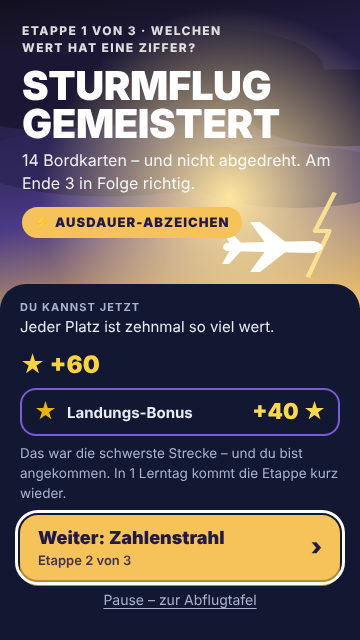 ETAPPE 1 VON 3 · WELCHEN
WERT HAT EINE ZIFFER?
STURMFLUG
GEMEISTERT
14 Bordkarten – und nicht abgedreht. Am
Ende 3 in Folge richtig.
AUSDAUER-ABZEICHEN
DU KANNST JETZT
Jeder Platz ist zehnmal so viel wert.
★ +60
★ Landungs-Bonus +40 ★
Das war die schwerste Strecke – und du bist
angekommen. In 1 Lerntag kommt die Etappe kurz
wieder.
Weiter: Zahlenstrahl ›
Etappe 2 von 3
Pause – zur Abflugtafel